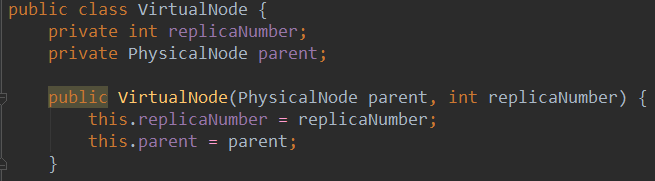 public class VirtualNode {
    private int replicaNumber;
    private PhysicalNode parent;

    public VirtualNode(PhysicalNode parent, int replicaNumber) {
        this.replicaNumber = replicaNumber;
        this.parent = parent;
    }